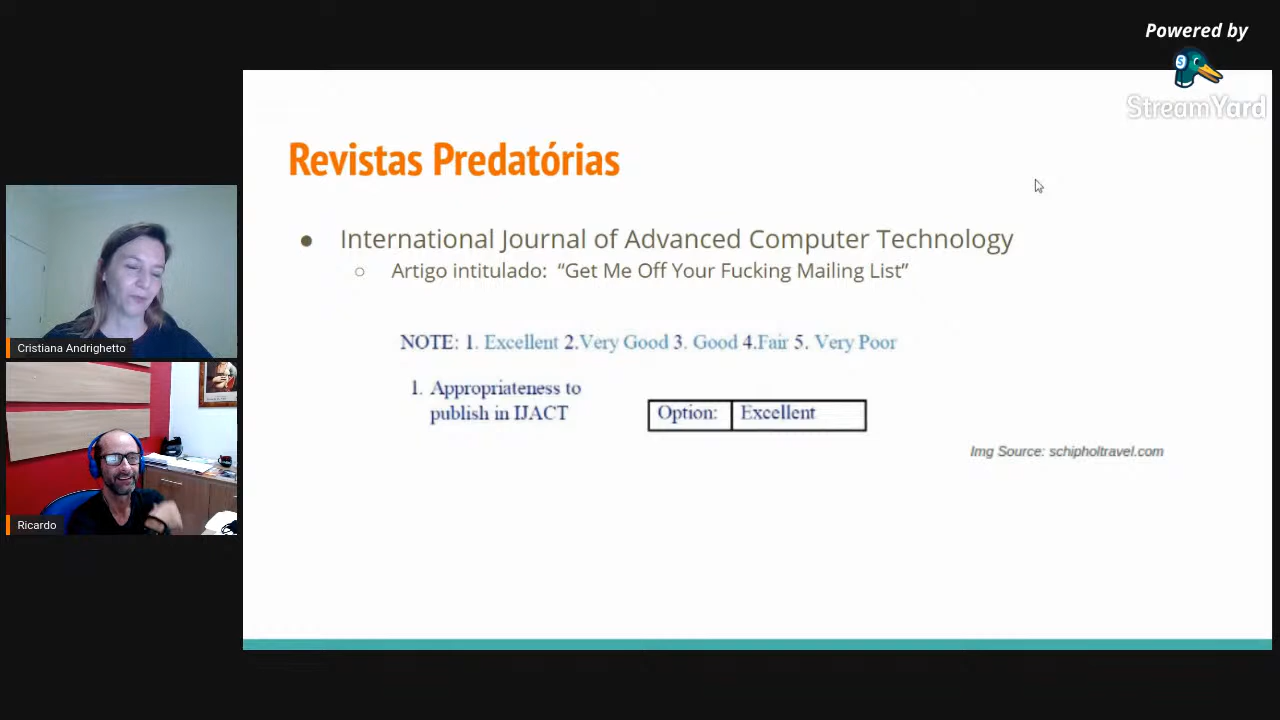 Powered by
StreamYard
Revistas Predatórias
● International Journal of Advanced Computer Technology
○ Artigo intitulado: “Get Me Off Your Fucking Mailing List”
NOTE: 1. Excellent 2.Very Good 3. Good 4.Fair 5. Very Poor
1. Appropriateness to
publish in IJACT
Option: Excellent
Img Source: schipholtravel.com
Cristiana Andrighetto
Ricardo